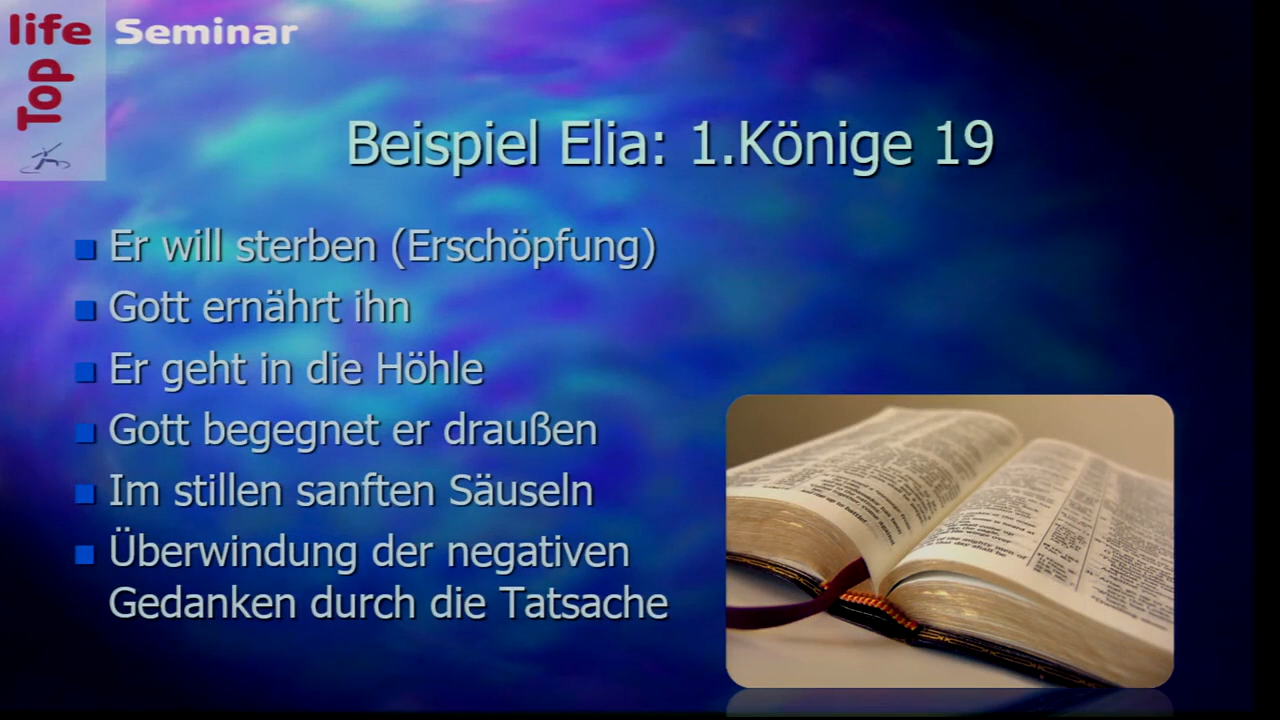 life Seminar
Top
Beispiel Elia: 1.Könige 19
Er will sterben (Erschöpfung)
Gott ernährt ihn
Er geht in die Höhle
Gott begegnet er draußen
Im stillen sanften Säuseln
Überwindung der negativen
Gedanken durch die Tatsache